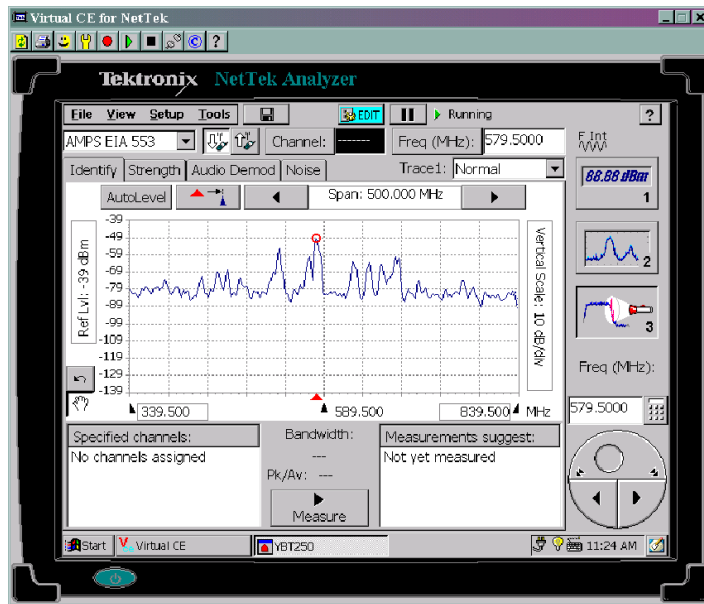 Virtual CE for NetTek
Tektronix NetTek Analyzer
File View Setup Tools EDIT Running ?
AMPS EIA 553 Channel: ------- Freq (MHz): 579.5000 F Int
Identify Strength Audio Demod Noise Trace1: Normal
88.88 dBm
1
AutoLevel Span: 500.000 MHz
-39
-49
-59
-69
-79
-89
-99
-109
-119
-129
-139
Ref Lvl: -39 dBm
Vertical Scale: 10 dB/div
2
3
Freq (MHz):
579.5000
339.500 589.500 839.500 MHz
Specified channels: Bandwidth: Measurements suggest:
No channels assigned --- Not yet measured
Pk/Av: ---
Measure
Start Virtual CE YBT250 11:24 AM